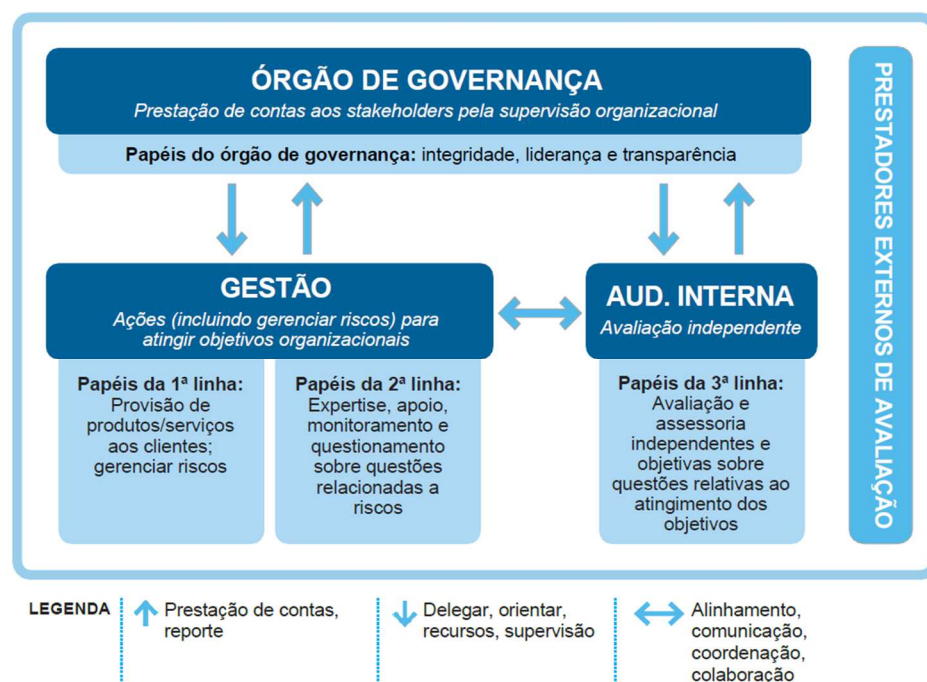 ÓRGÃO DE GOVERNANÇA
Prestação de contas aos stakeholders pela supervisão organizacional
Papéis do órgão de governança: integridade, liderança e transparência
GESTÃO
Ações (incluindo gerenciar riscos) para
atingir objetivos organizacionais
Papéis da 1ª linha:
Provisão de
produtos/serviços
aos clientes;
gerenciar riscos
Papéis da 2ª linha:
Expertise, apoio,
monitoramento e
questionamento
sobre questões
relacionadas a
riscos
AUD. INTERNA
Avaliação independente
Papéis da 3ª linha:
Avaliação e
assessoria
independentes e
objetivas sobre
questões relativas ao
atingimento dos
objetivos
PRESTADORES EXTERNOS DE AVALIAÇÃO
LEGENDA
Prestação de contas,
reporte
Delegar, orientar,
recursos, supervisão
Alinhamento,
comunicação,
coordenação,
colaboração